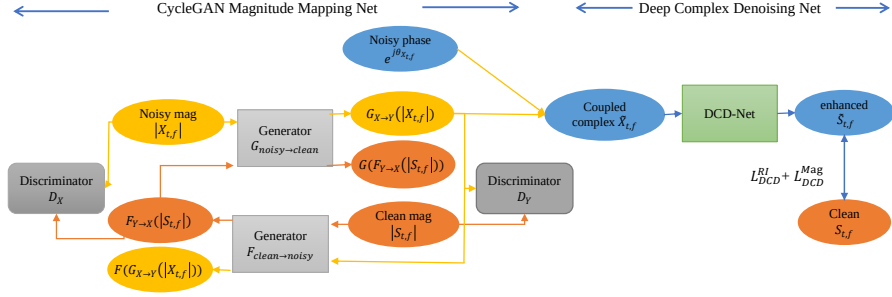 CycleGAN Magnitude Mapping Net
Deep Complex Denoising Net
Noisy phase
e^{jθ_{X_{t,f}}}
Noisy mag
|X_{t,f}|
Generator
G_{noisy→clean}
G_{X→Y}(|X_{t,f}|)
G(F_{Y→X}(|S_{t,f}|))
Coupled
complex X̃_{t,f}
DCD-Net
enhanced
S̃_{t,f}
Discriminator
D_X
F_{Y→X}(|S_{t,f}|)
Generator
F_{clean→noisy}
Clean mag
|S_{t,f}|
Discriminator
D_Y
L_{DCD}^{RI} + L_{DCD}^{Mag}
Clean
S_{t,f}
F(G_{X→Y}(|X_{t,f}|))